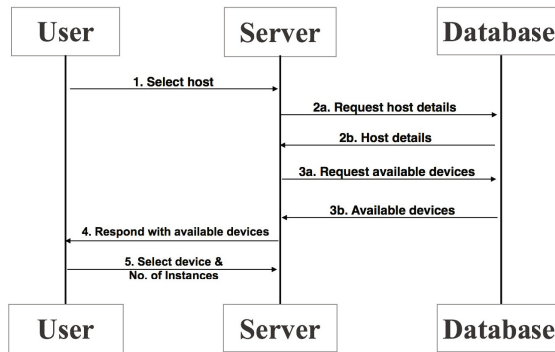 User
Server
Database
1. Select host
2a. Request host details
2b. Host details
3a. Request available devices
3b. Available devices
4. Respond with available devices
5. Select device &
No. of Instances
User
Server
Database